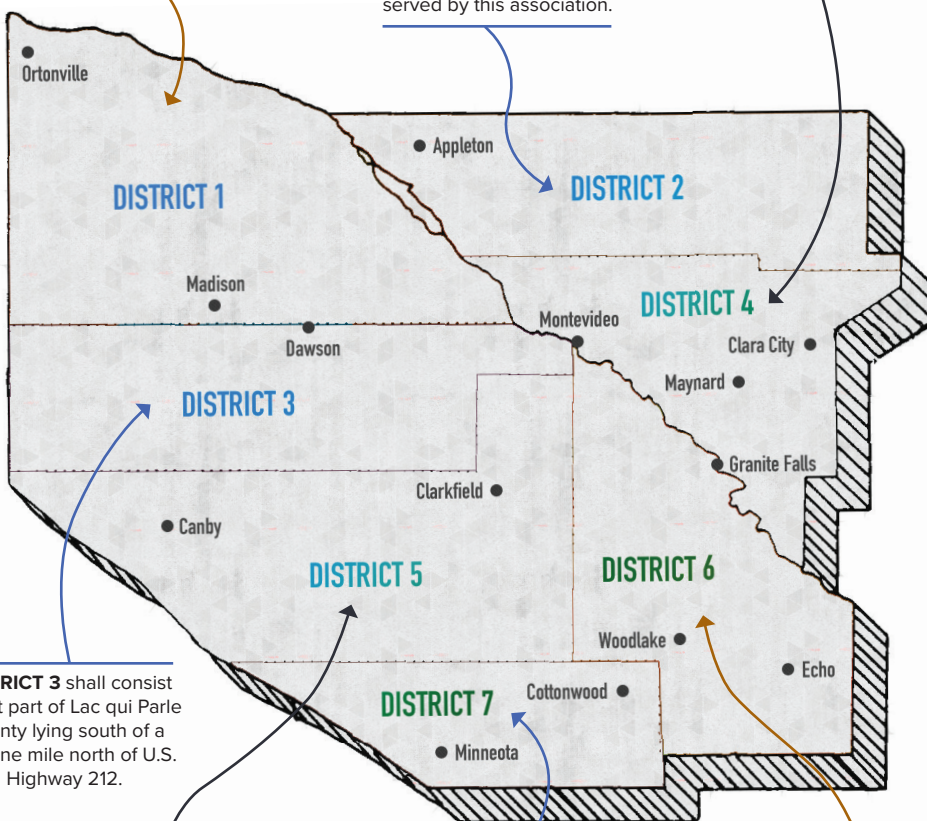 served by this association.
Ortonville
Appleton
DISTRICT 1
DISTRICT 2
Madison
DISTRICT 4
Montevideo
Dawson
Clara City
Maynard
DISTRICT 3
Granite Falls
Clarkfield
Canby
DISTRICT 5
DISTRICT 6
Woodlake
Echo
RICT 3 shall consist
t part of Lac qui Parle
nty lying south of a
ne mile north of U.S.
Highway 212.
DISTRICT 7
Cottonwood
Minneota